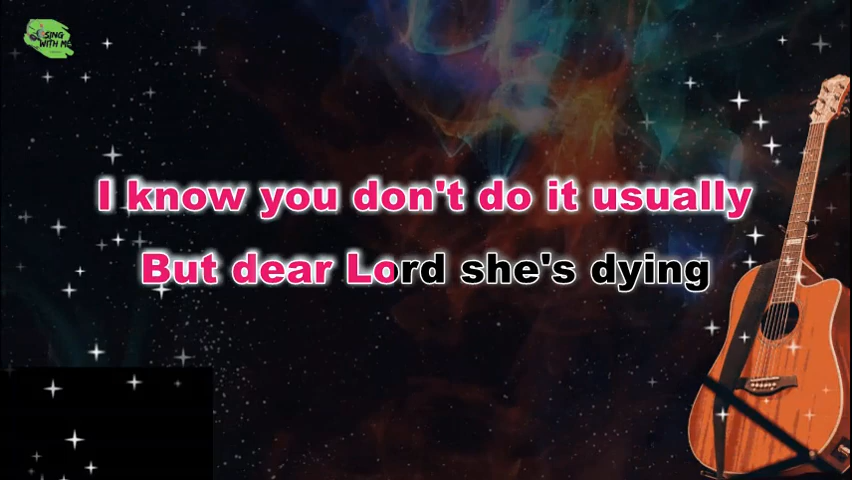 SING
WITH ME
I know you don't do it usually
But dear Lord she's dying